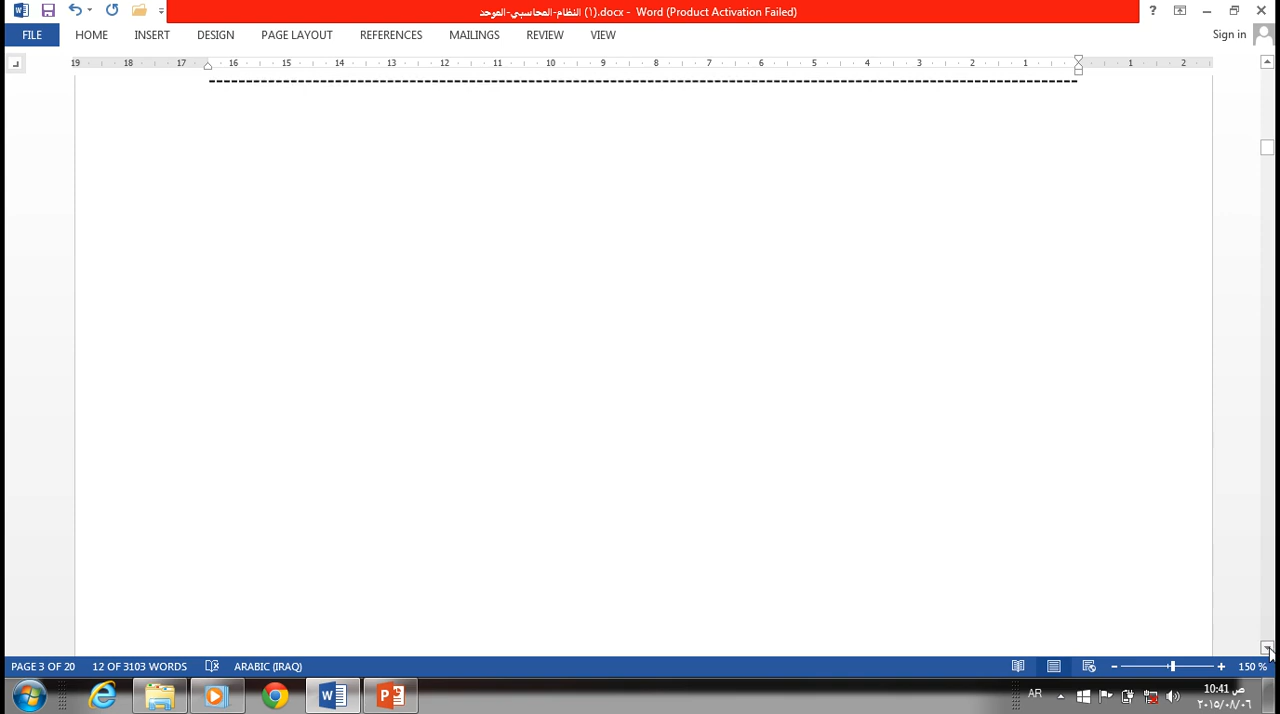 النظام-المحاسبي-الموحد (١).docx - Word (Product Activation Failed)
?
FILE HOME INSERT DESIGN PAGE LAYOUT REFERENCES MAILINGS REVIEW VIEW
Sign in
19 18 17 16 15 14 13 12 11 10 9 8 7 6 5 4 3 2 1 1 2
PAGE 3 OF 20 12 OF 3103 WORDS ARABIC (IRAQ)
150 %
AR
10:41 ص
٢٠١٥/٠٨/٠٦